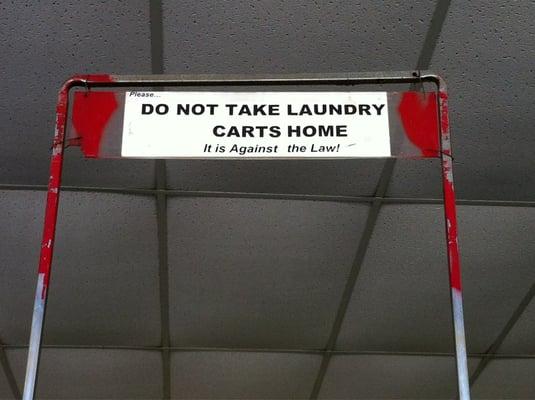 Please...
DO NOT TAKE LAUNDRY
CARTS HOME
It is Against the Law!